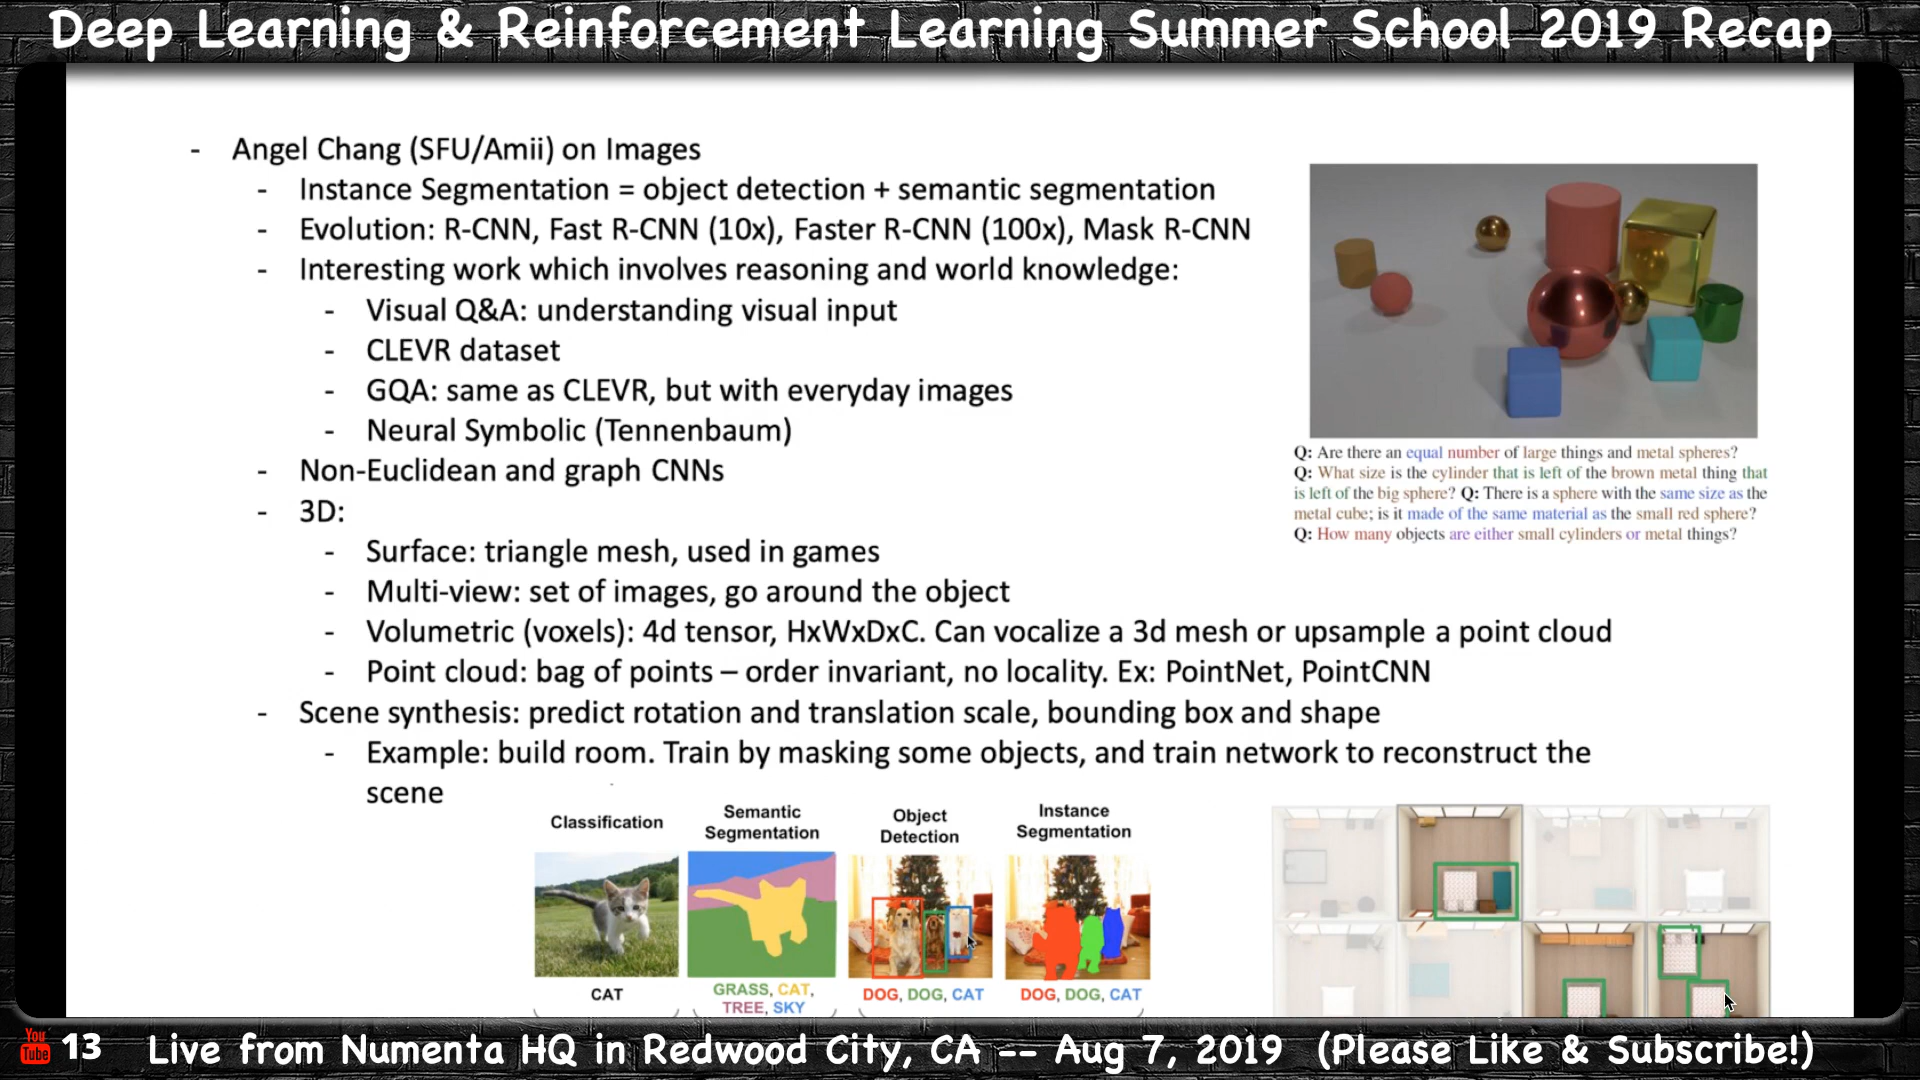 Deep Learning & Reinforcement Learning Summer School 2019 Recap
- Angel Chang (SFU/Amii) on Images
- Instance Segmentation = object detection + semantic segmentation
- Evolution: R-CNN, Fast R-CNN (10x), Faster R-CNN (100x), Mask R-CNN
- Interesting work which involves reasoning and world knowledge:
- Visual Q&A: understanding visual input
- CLEVR dataset
- GQA: same as CLEVR, but with everyday images
- Neural Symbolic (Tennenbaum)
- Non-Euclidean and graph CNNs
- 3D:
- Surface: triangle mesh, used in games
- Multi-view: set of images, go around the object
- Volumetric (voxels): 4d tensor, HxWxDxC. Can vocalize a 3d mesh or upsample a point cloud
- Point cloud: bag of points – order invariant, no locality. Ex: PointNet, PointCNN
- Scene synthesis: predict rotation and translation scale, bounding box and shape
- Example: build room. Train by masking some objects, and train network to reconstruct the
scene
Q: Are there an equal number of large things and metal spheres?
Q: What size is the cylinder that is left of the brown metal thing that
is left of the big sphere? Q: There is a sphere with the same size as the
metal cube; is it made of the same material as the small red sphere?
Q: How many objects are either small cylinders or metal things?
Classification
CAT
Semantic
Segmentation
GRASS, CAT,
TREE, SKY
Object
Detection
DOG, DOG, CAT
Instance
Segmentation
DOG, DOG, CAT
You
Tube
13
Live from Numenta HQ in Redwood City, CA -- Aug 7, 2019 (Please Like & Subscribe!)